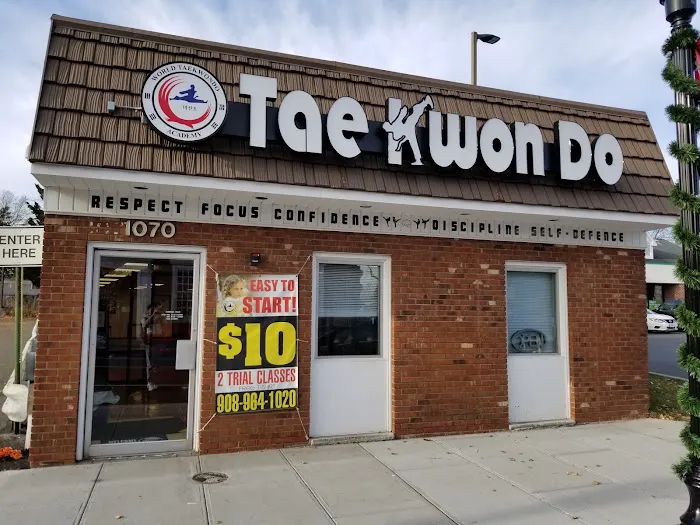 WORLD TAEKWONDO
ACADEMY
Tae Kwon Do
RESPECT FOCUS CONFIDENCE DISCIPLINE SELF-DEFENCE
1070
ENTER
HERE
EASY TO
START!
$10
2 TRIAL CLASSES
908-964-1020